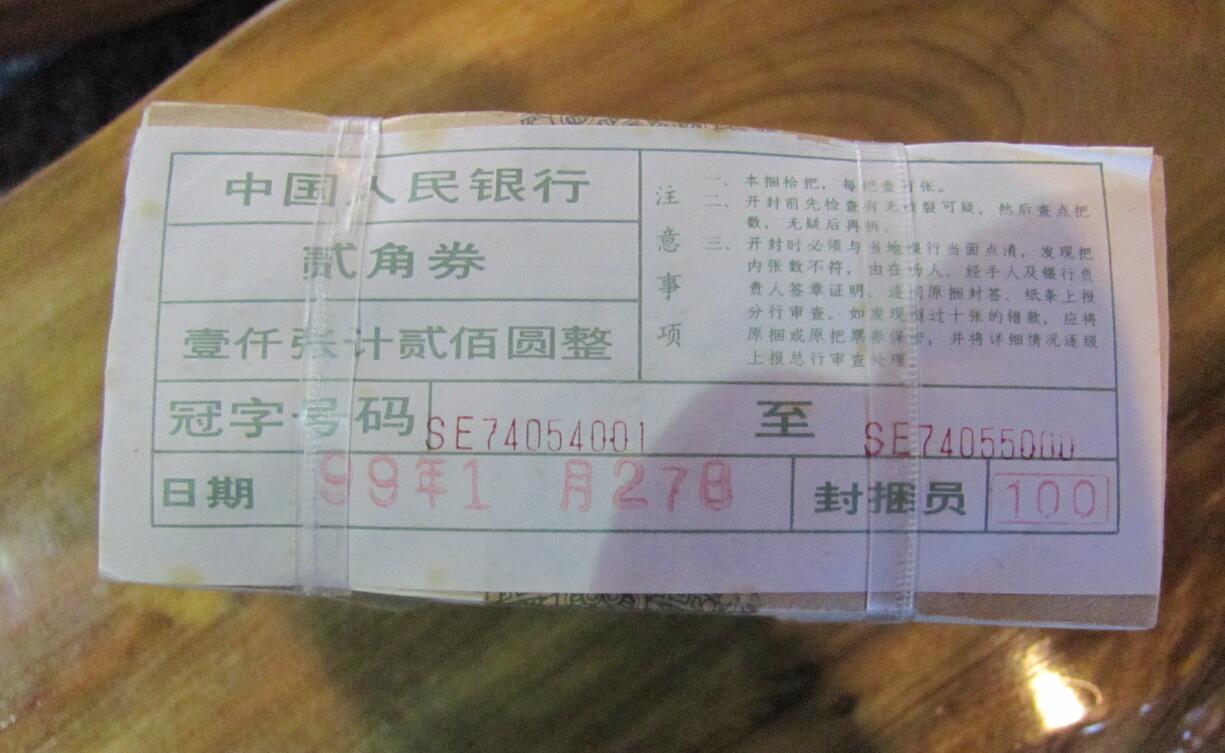 中国人民银行
贰角券
壹仟张计贰佰圆整
注意事项
一、本捆拾把，每把壹百张。
二、开封前先检查有无破裂可疑，然后查点把
数，无疑后再拆。
三、开封时必须与当地银行当面点清，发现把
内张数不符，由在场人、经手人及银行负
责人签章证明，连同原捆封签、纸条上报
分行审查。如发现超过十张的错款，应将
原捆或原把票券保管，并将详细情况逐级
上报总行审查处理。
冠字号码 SE74054001 至 SE74055000
日期 99年1月27日 封捆员 100